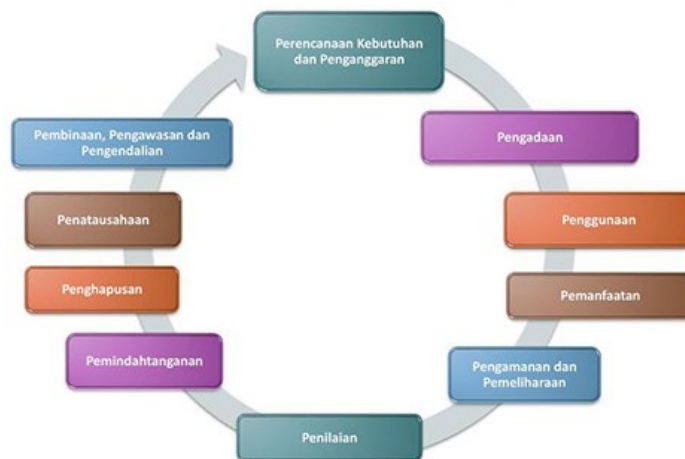 Perencanaan Kebutuhan
dan Penganggaran
Pengadaan
Penggunaan
Pemanfaatan
Pengamanan dan
Pemeliharaan
Penilaian
Pemindahtanganan
Penghapusan
Penatausahaan
Pembinaan, Pengawasan dan
Pengendalian